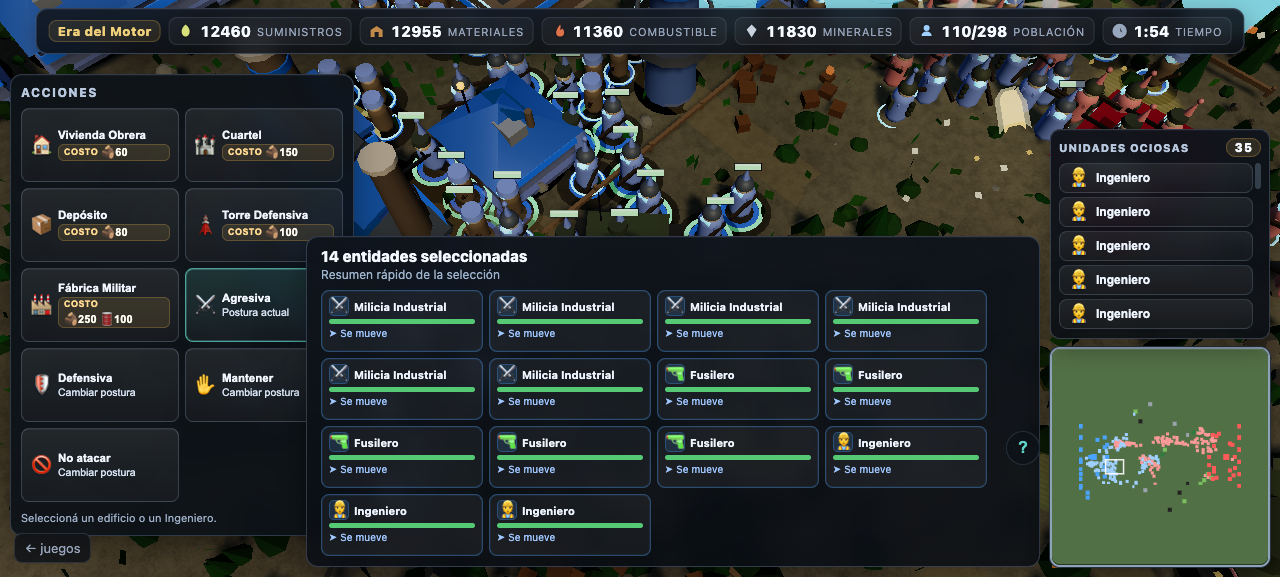 Era del Motor
12460 SUMINISTROS
12955 MATERIALES
11360 COMBUSTIBLE
11830 MINERALES
110/298 POBLACIÓN
1:54 TIEMPO
ACCIONES
Vivienda Obrera
COSTO 60
Cuartel
COSTO 150
Depósito
COSTO 80
Torre Defensiva
COSTO 100
Fábrica Militar
COSTO
250 100
Agresiva
Postura actual
Defensiva
Cambiar postura
Mantener
Cambiar postura
No atacar
Cambiar postura
Seleccioná un edificio o un Ingeniero.
← juegos
14 entidades seleccionadas
Resumen rápido de la selección
Milicia Industrial
➤ Se mueve
Milicia Industrial
➤ Se mueve
Milicia Industrial
➤ Se mueve
Milicia Industrial
➤ Se mueve
Milicia Industrial
➤ Se mueve
Milicia Industrial
➤ Se mueve
Fusilero
➤ Se mueve
Fusilero
➤ Se mueve
Fusilero
➤ Se mueve
Fusilero
➤ Se mueve
Fusilero
➤ Se mueve
Ingeniero
➤ Se mueve
Ingeniero
➤ Se mueve
Ingeniero
➤ Se mueve
?
UNIDADES OCIOSAS 35
Ingeniero
Ingeniero
Ingeniero
Ingeniero
Ingeniero